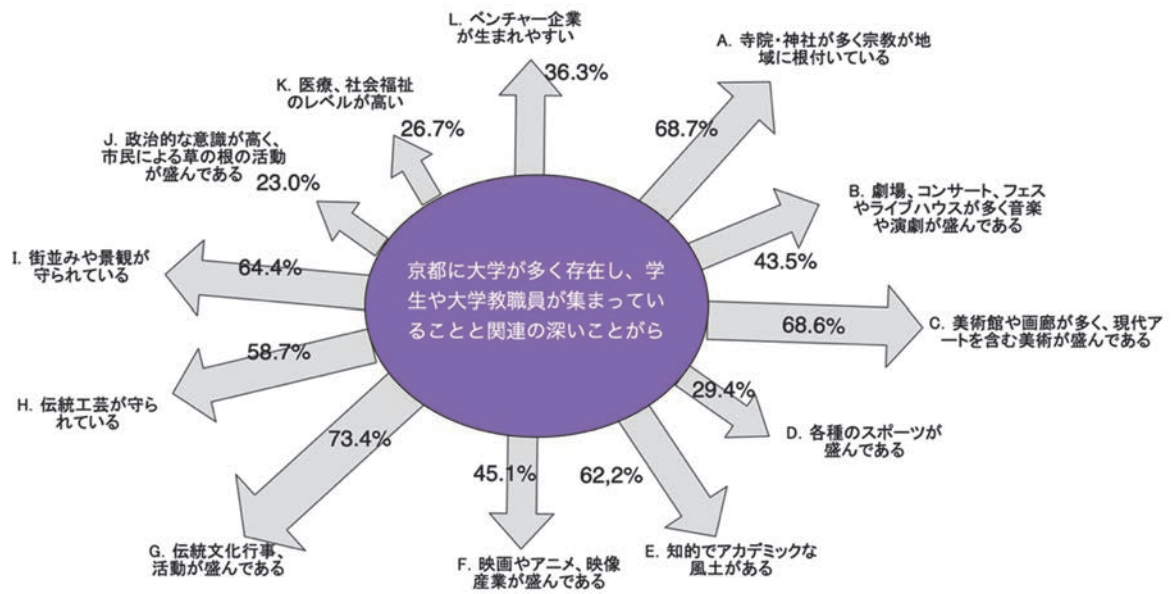 L. ベンチャー企業
が生まれやすい
36.3%
A. 寺院・神社が多く宗教が地
域に根付いている
68.7%
B. 劇場、コンサート、フェス
やライブハウスが多く音楽
や演劇が盛んである
43.5%
C. 美術館や画廊が多く、現代ア
ートを含む美術が盛んである
68.6%
D. 各種のスポーツが
盛んである
29.4%
E. 知的でアカデミックな
風土がある
62,2%
F. 映画やアニメ、映像
産業が盛んである
45.1%
G. 伝統文化行事、
活動が盛んである
73.4%
H. 伝統工芸が守ら
れている
58.7%
I. 街並みや景観が
守られている
64.4%
J. 政治的な意識が高く、
市民による草の根の活動
が盛んである
23.0%
K. 医療、社会福祉
のレベルが高い
26.7%
京都に大学が多く存在し、学
生や大学教職員が集まってい
ることと関連の深いことがら